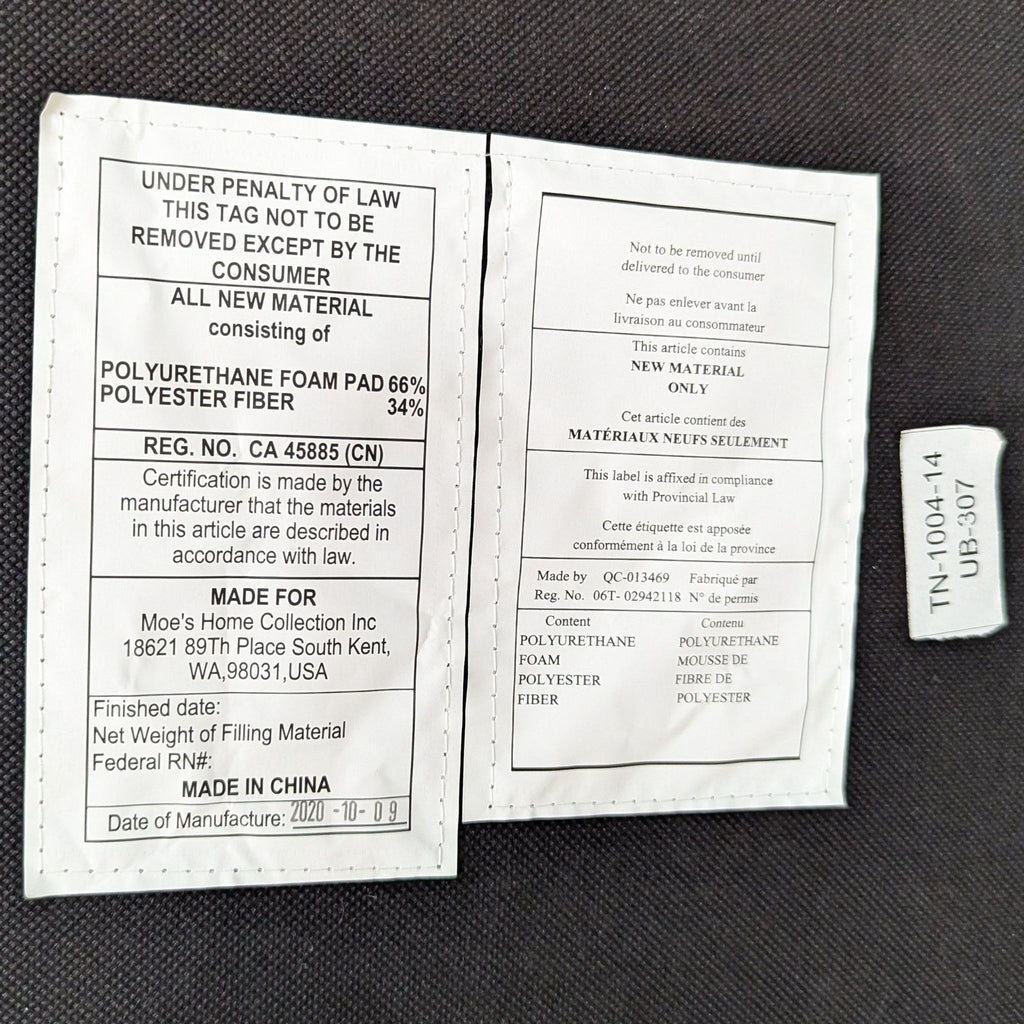 UNDER PENALTY OF LAW
THIS TAG NOT TO BE
REMOVED EXCEPT BY THE
CONSUMER
ALL NEW MATERIAL
consisting of
POLYURETHANE FOAM PAD 66%
POLYESTER FIBER 34%
REG. NO. CA 45885 (CN)
Certification is made by the
manufacturer that the materials
in this article are described in
accordance with law.
MADE FOR
Moe's Home Collection Inc
18621 89Th Place South Kent,
WA,98031,USA
Finished date:
Net Weight of Filling Material
Federal RN#:
MADE IN CHINA
Date of Manufacture: 2020 -10- 09
Not to be removed until
delivered to the consumer
Ne pas enlever avant la
livraison au consommateur
This article contains
NEW MATERIAL
ONLY
Cet article contient des
MATÉRIAUX NEUFS SEULEMENT
This label is affixed in compliance
with Provincial Law
Cette étiquette est apposée
conformément à la loi de la province
Made by QC-013469 Fabriqué par
Reg. No. 06T- 02942118 N° de permis
Content Contenu
POLYURETHANE POLYURETHANE
FOAM MOUSSE DE
POLYESTER FIBRE DE
FIBER POLYESTER
TN-1004-14
UB-307